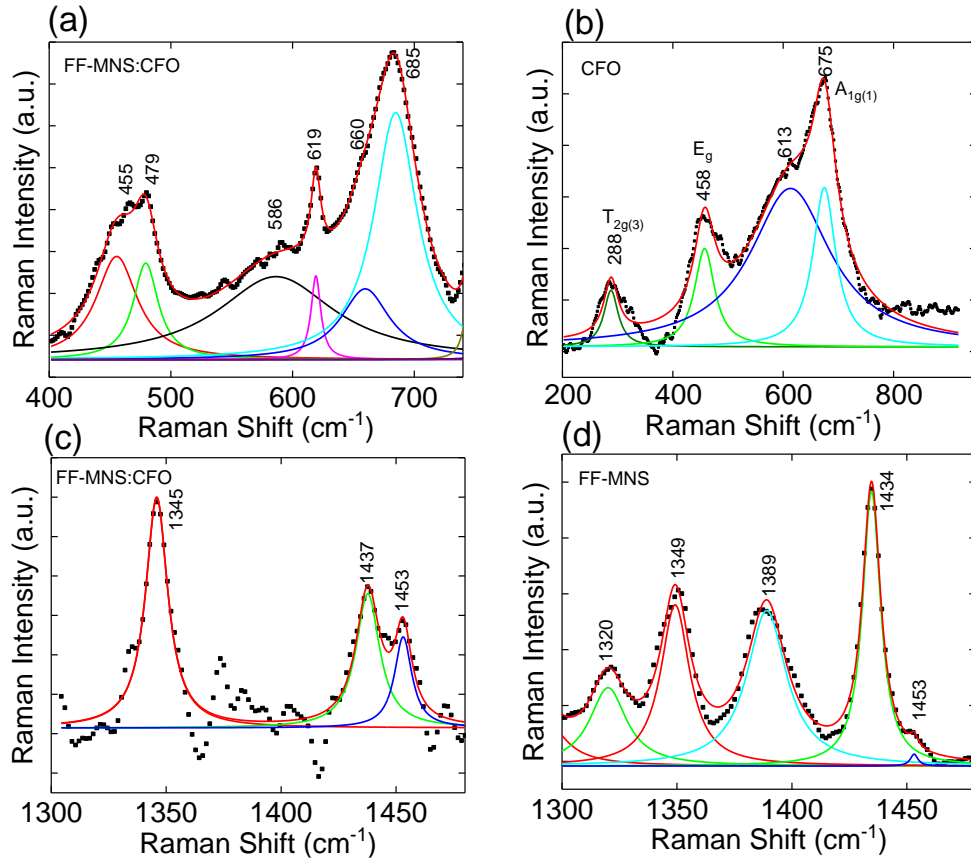 (a)
FF-MNS:CFO
455
479
586
619
660
685
Raman Intensity (a.u.)
400 500 600 700
Raman Shift (cm⁻¹)
(b)
CFO
T2g(3)
288
Eg
458
613
675
A1g(1)
Raman Intensity (a.u.)
200 400 600 800
Raman Shift (cm⁻¹)
(c)
FF-MNS:CFO
1345
1437
1453
Raman Intensity (a.u.)
1300 1350 1400 1450
Raman Shift (cm⁻¹)
(d)
FF-MNS
1320
1349
1389
1434
1453
Raman Intensity (a.u.)
1300 1350 1400 1450
Raman Shift (cm⁻¹)